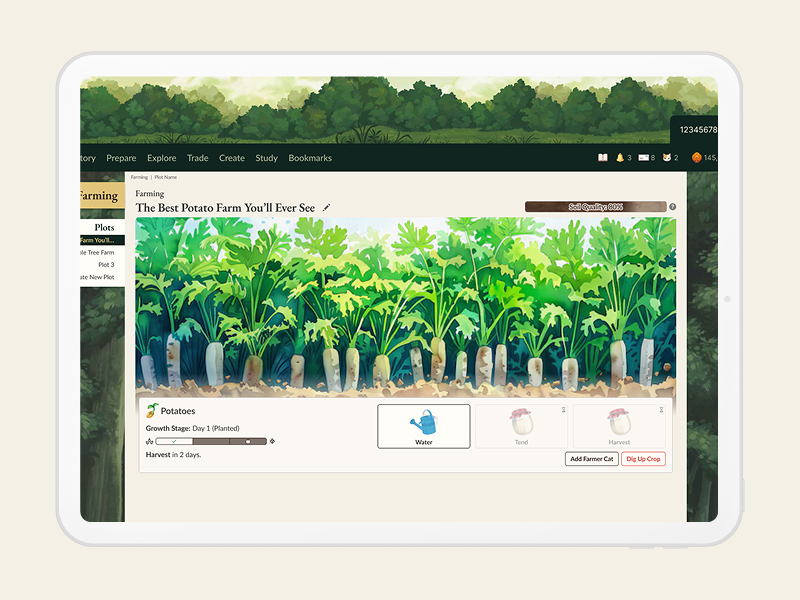 12345678
tory Prepare Explore Trade Create Study Bookmarks 3 8 2 145,
Farming | Plot Name
Farming
Plots
Farm You'll...
le Tree Farm
Plot 3
ate New Plot
Farming
The Best Potato Farm You'll Ever See
Soil Quality: 80%
Potatoes
Growth Stage: Day 1 (Planted)
Harvest in 2 days.
Water
Tend
Harvest
Add Farmer Cat
Dig Up Crop